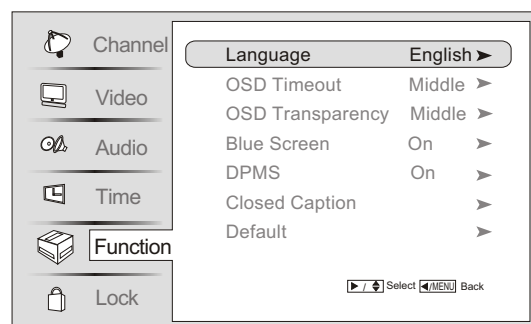 Channel
Video
Audio
Time
Function
Lock
Language English
OSD Timeout Middle
OSD Transparency Middle
Blue Screen On
DPMS On
Closed Caption
Default
/ Select /MENU Back